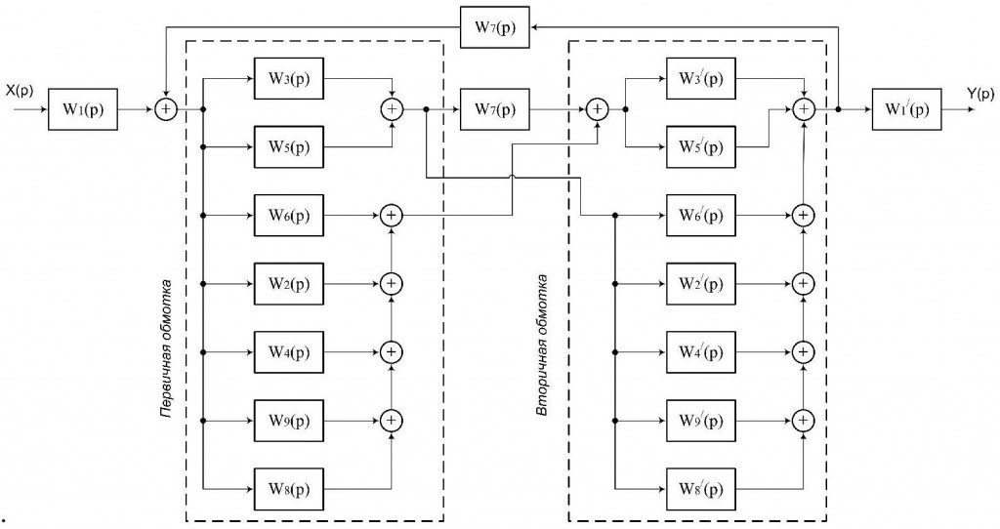 W7(p)
X(p)
W1(p)
+
W3(p)
+
W7(p)
+
W3/(p)
+
W1/(p)
Y(p)
W5(p)
W5/(p)
W6(p)
+
W6/(p)
+
W2(p)
+
W2/(p)
+
W4(p)
+
W4/(p)
+
W9(p)
+
W9/(p)
+
W8(p)
W8/(p)
Первичная обмотка
Вторичная обмотка